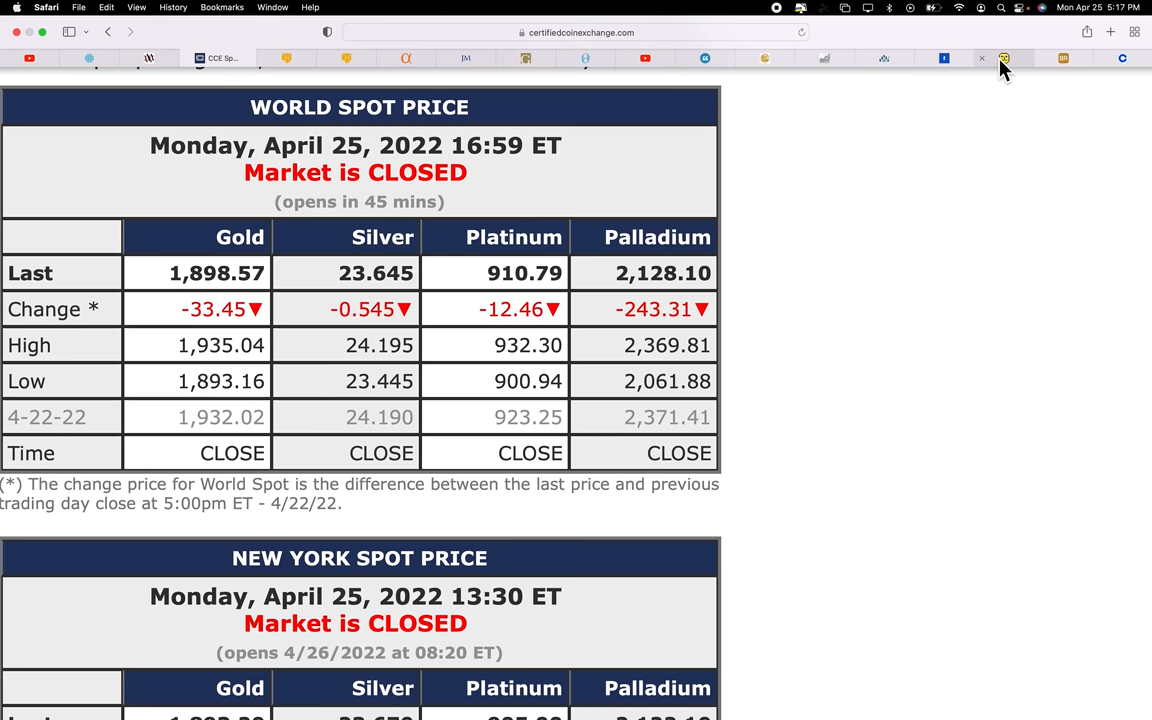 Safari File Edit View History Bookmarks Window Help Mon Apr 25 5:17 PM
certifiedcoinexchange.com
CCE Sp...
WORLD SPOT PRICE
Monday, April 25, 2022 16:59 ET
Market is CLOSED
(opens in 45 mins)
Gold Silver Platinum Palladium
Last 1,898.57 23.645 910.79 2,128.10
Change * -33.45▼ -0.545▼ -12.46▼ -243.31▼
High 1,935.04 24.195 932.30 2,369.81
Low 1,893.16 23.445 900.94 2,061.88
4-22-22 1,932.02 24.190 923.25 2,371.41
Time CLOSE CLOSE CLOSE CLOSE
(*) The change price for World Spot is the difference between the last price and previous
trading day close at 5:00pm ET - 4/22/22.
NEW YORK SPOT PRICE
Monday, April 25, 2022 13:30 ET
Market is CLOSED
(opens 4/26/2022 at 08:20 ET)
Gold Silver Platinum Palladium